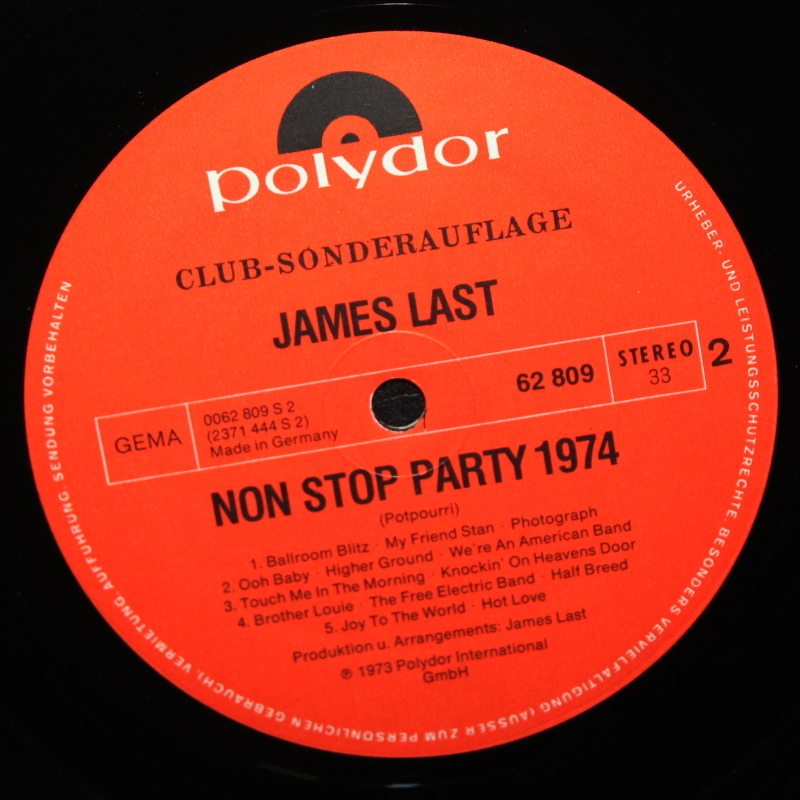 polydor
CLUB-SONDERAUFLAGE
JAMES LAST
GEMA
0062 809 S 2
(2371 444 S 2)
Made in Germany
62 809
STEREO
33
2
NON STOP PARTY 1974
(Potpourri)
1. Ballroom Blitz · My Friend Stan · Photograph
2. Ooh Baby · Higher Ground · We're An American Band
3. Touch Me In The Morning · Knockin' On Heavens Door
4. Brother Louie · The Free Electric Band · Half Breed
5. Joy To The World · Hot Love
Produktion u. Arrangements: James Last
℗ 1973 Polydor International
GmbH
URHEBER- UND LEISTUNGSSCHUTZRECHTE, BESONDERS VERVIELFÄLTIGUNG (AUSSER ZUM PERSÖNLICHEN GEBRAUCH), VERMIETUNG, AUFFÜHRUNG, SENDUNG VORBEHALTEN